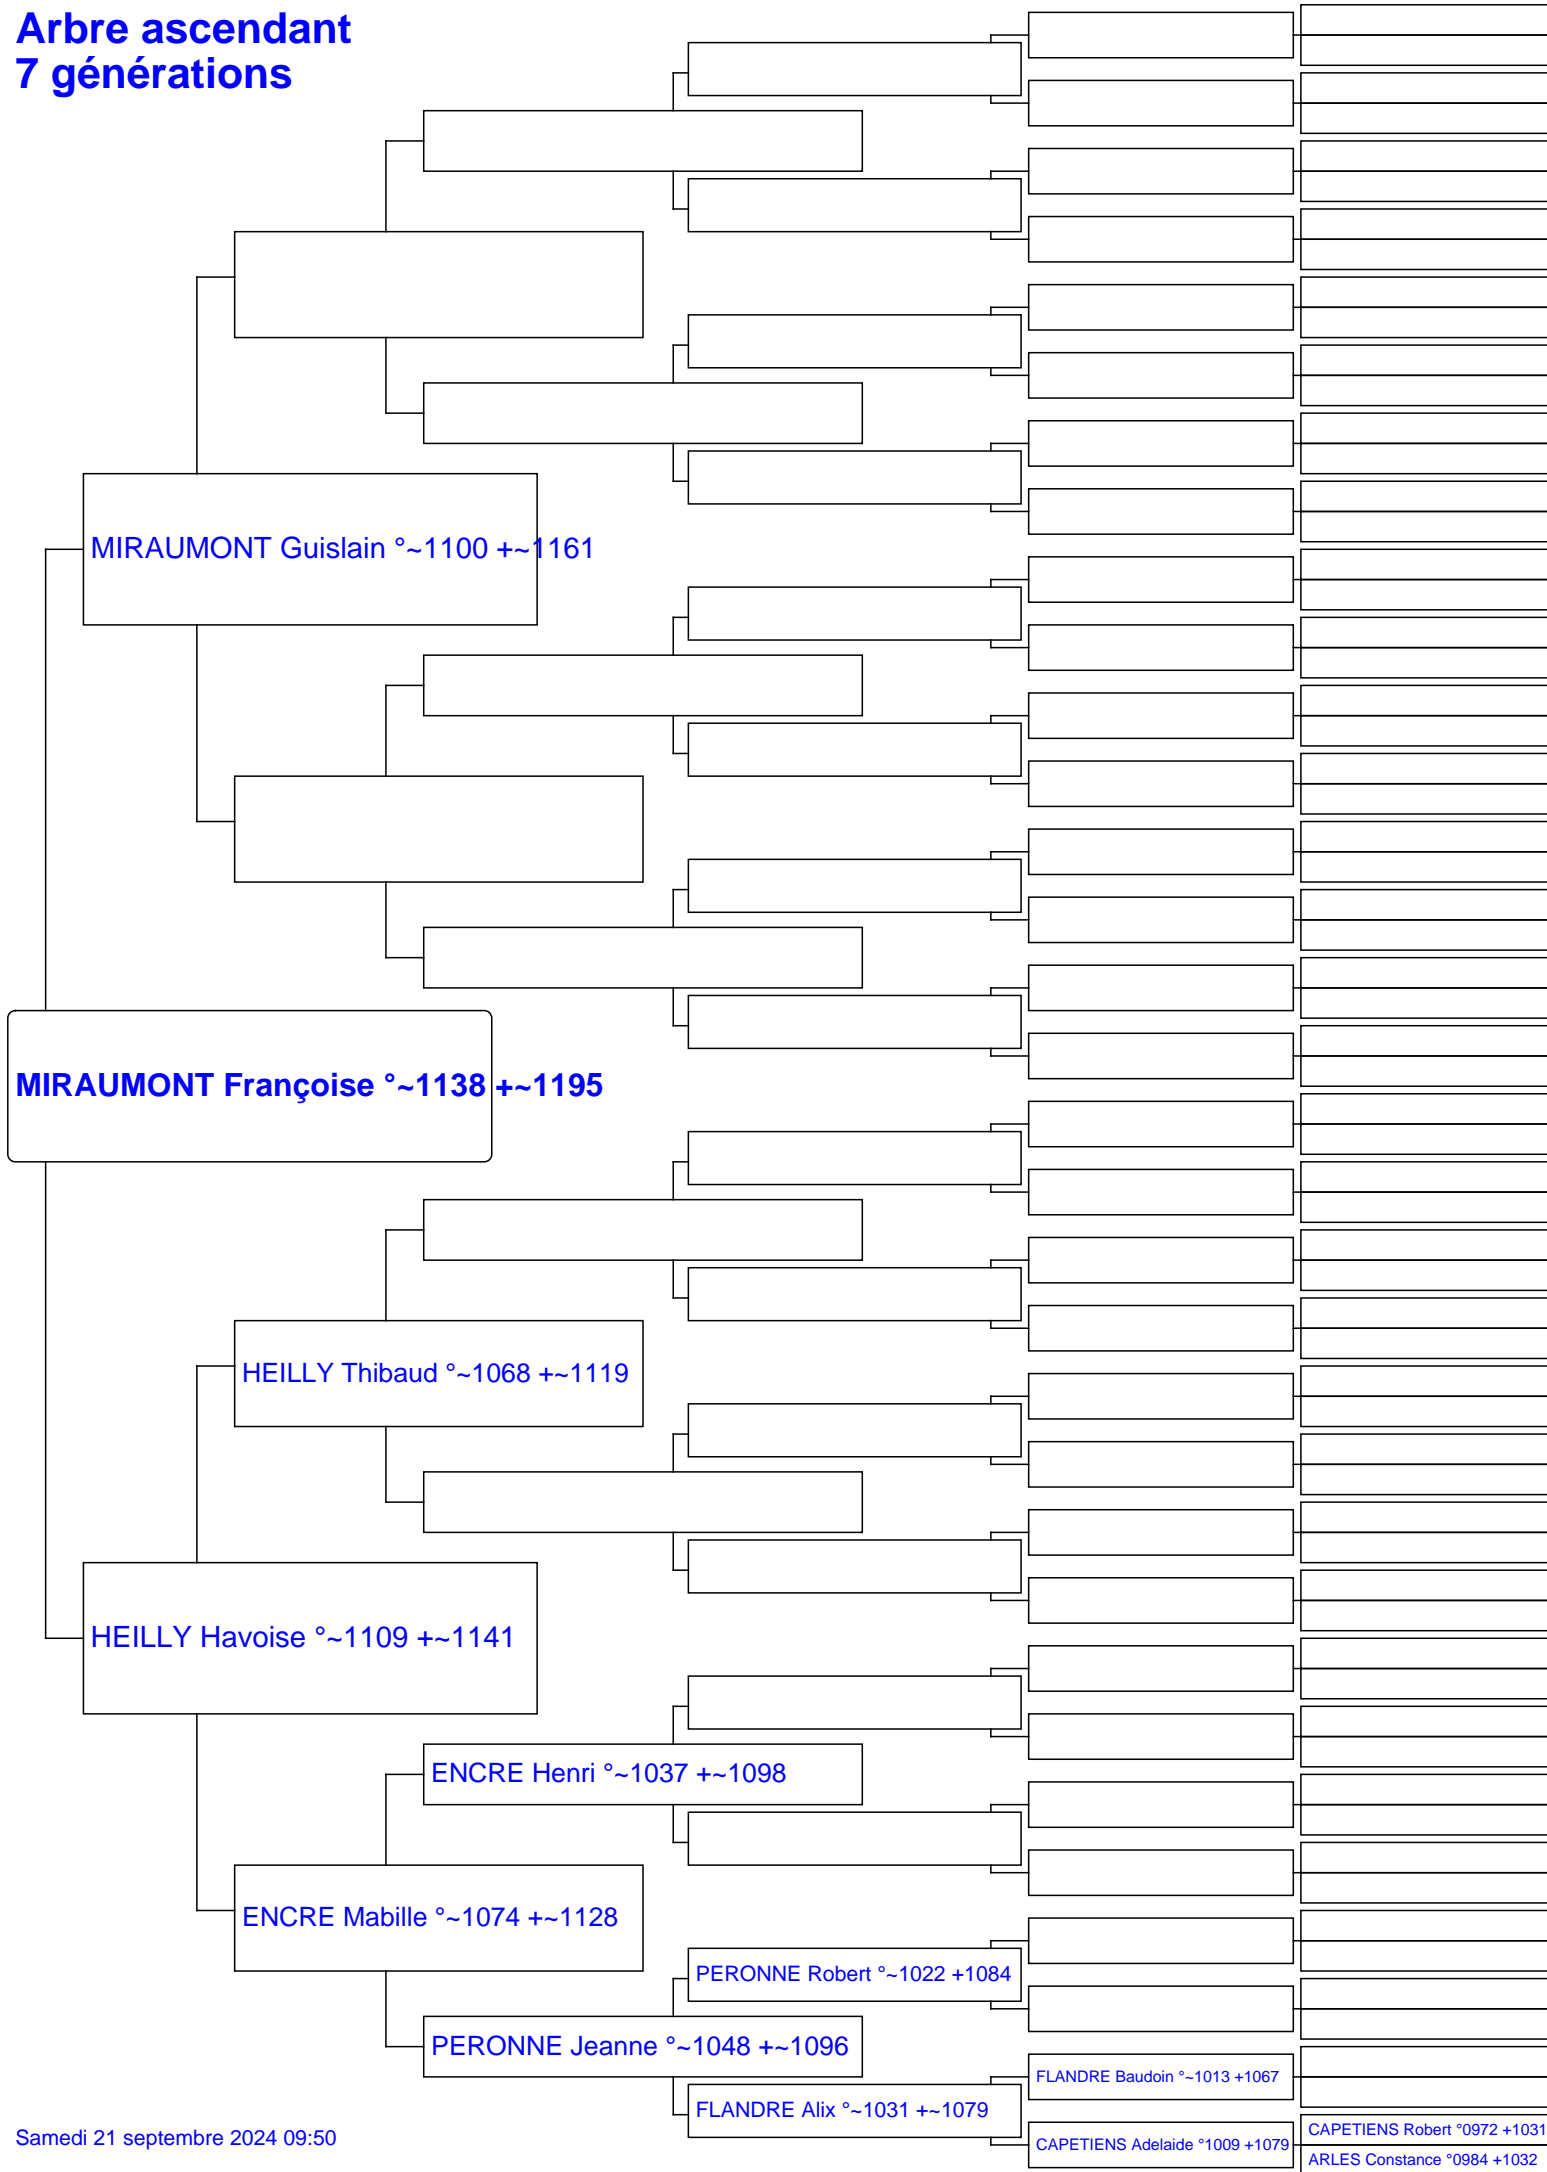 Arbre ascendant
7 générations
MIRAUMONT Guislain °~1100 +~1161
MIRAUMONT Françoise °~1138 +~1195
HEILLY Thibaud °~1068 +~1119
HEILLY Havoise °~1109 +~1141
ENCRE Henri °~1037 +~1098
ENCRE Mabille °~1074 +~1128
PERONNE Robert °~1022 +1084
PERONNE Jeanne °~1048 +~1096
FLANDRE Baudoin °~1013 +1067
FLANDRE Alix °~1031 +~1079
CAPETIENS Robert °0972 +1031
CAPETIENS Adelaide °1009 +1079
ARLES Constance °0984 +1032
Samedi 21 septembre 2024 09:50